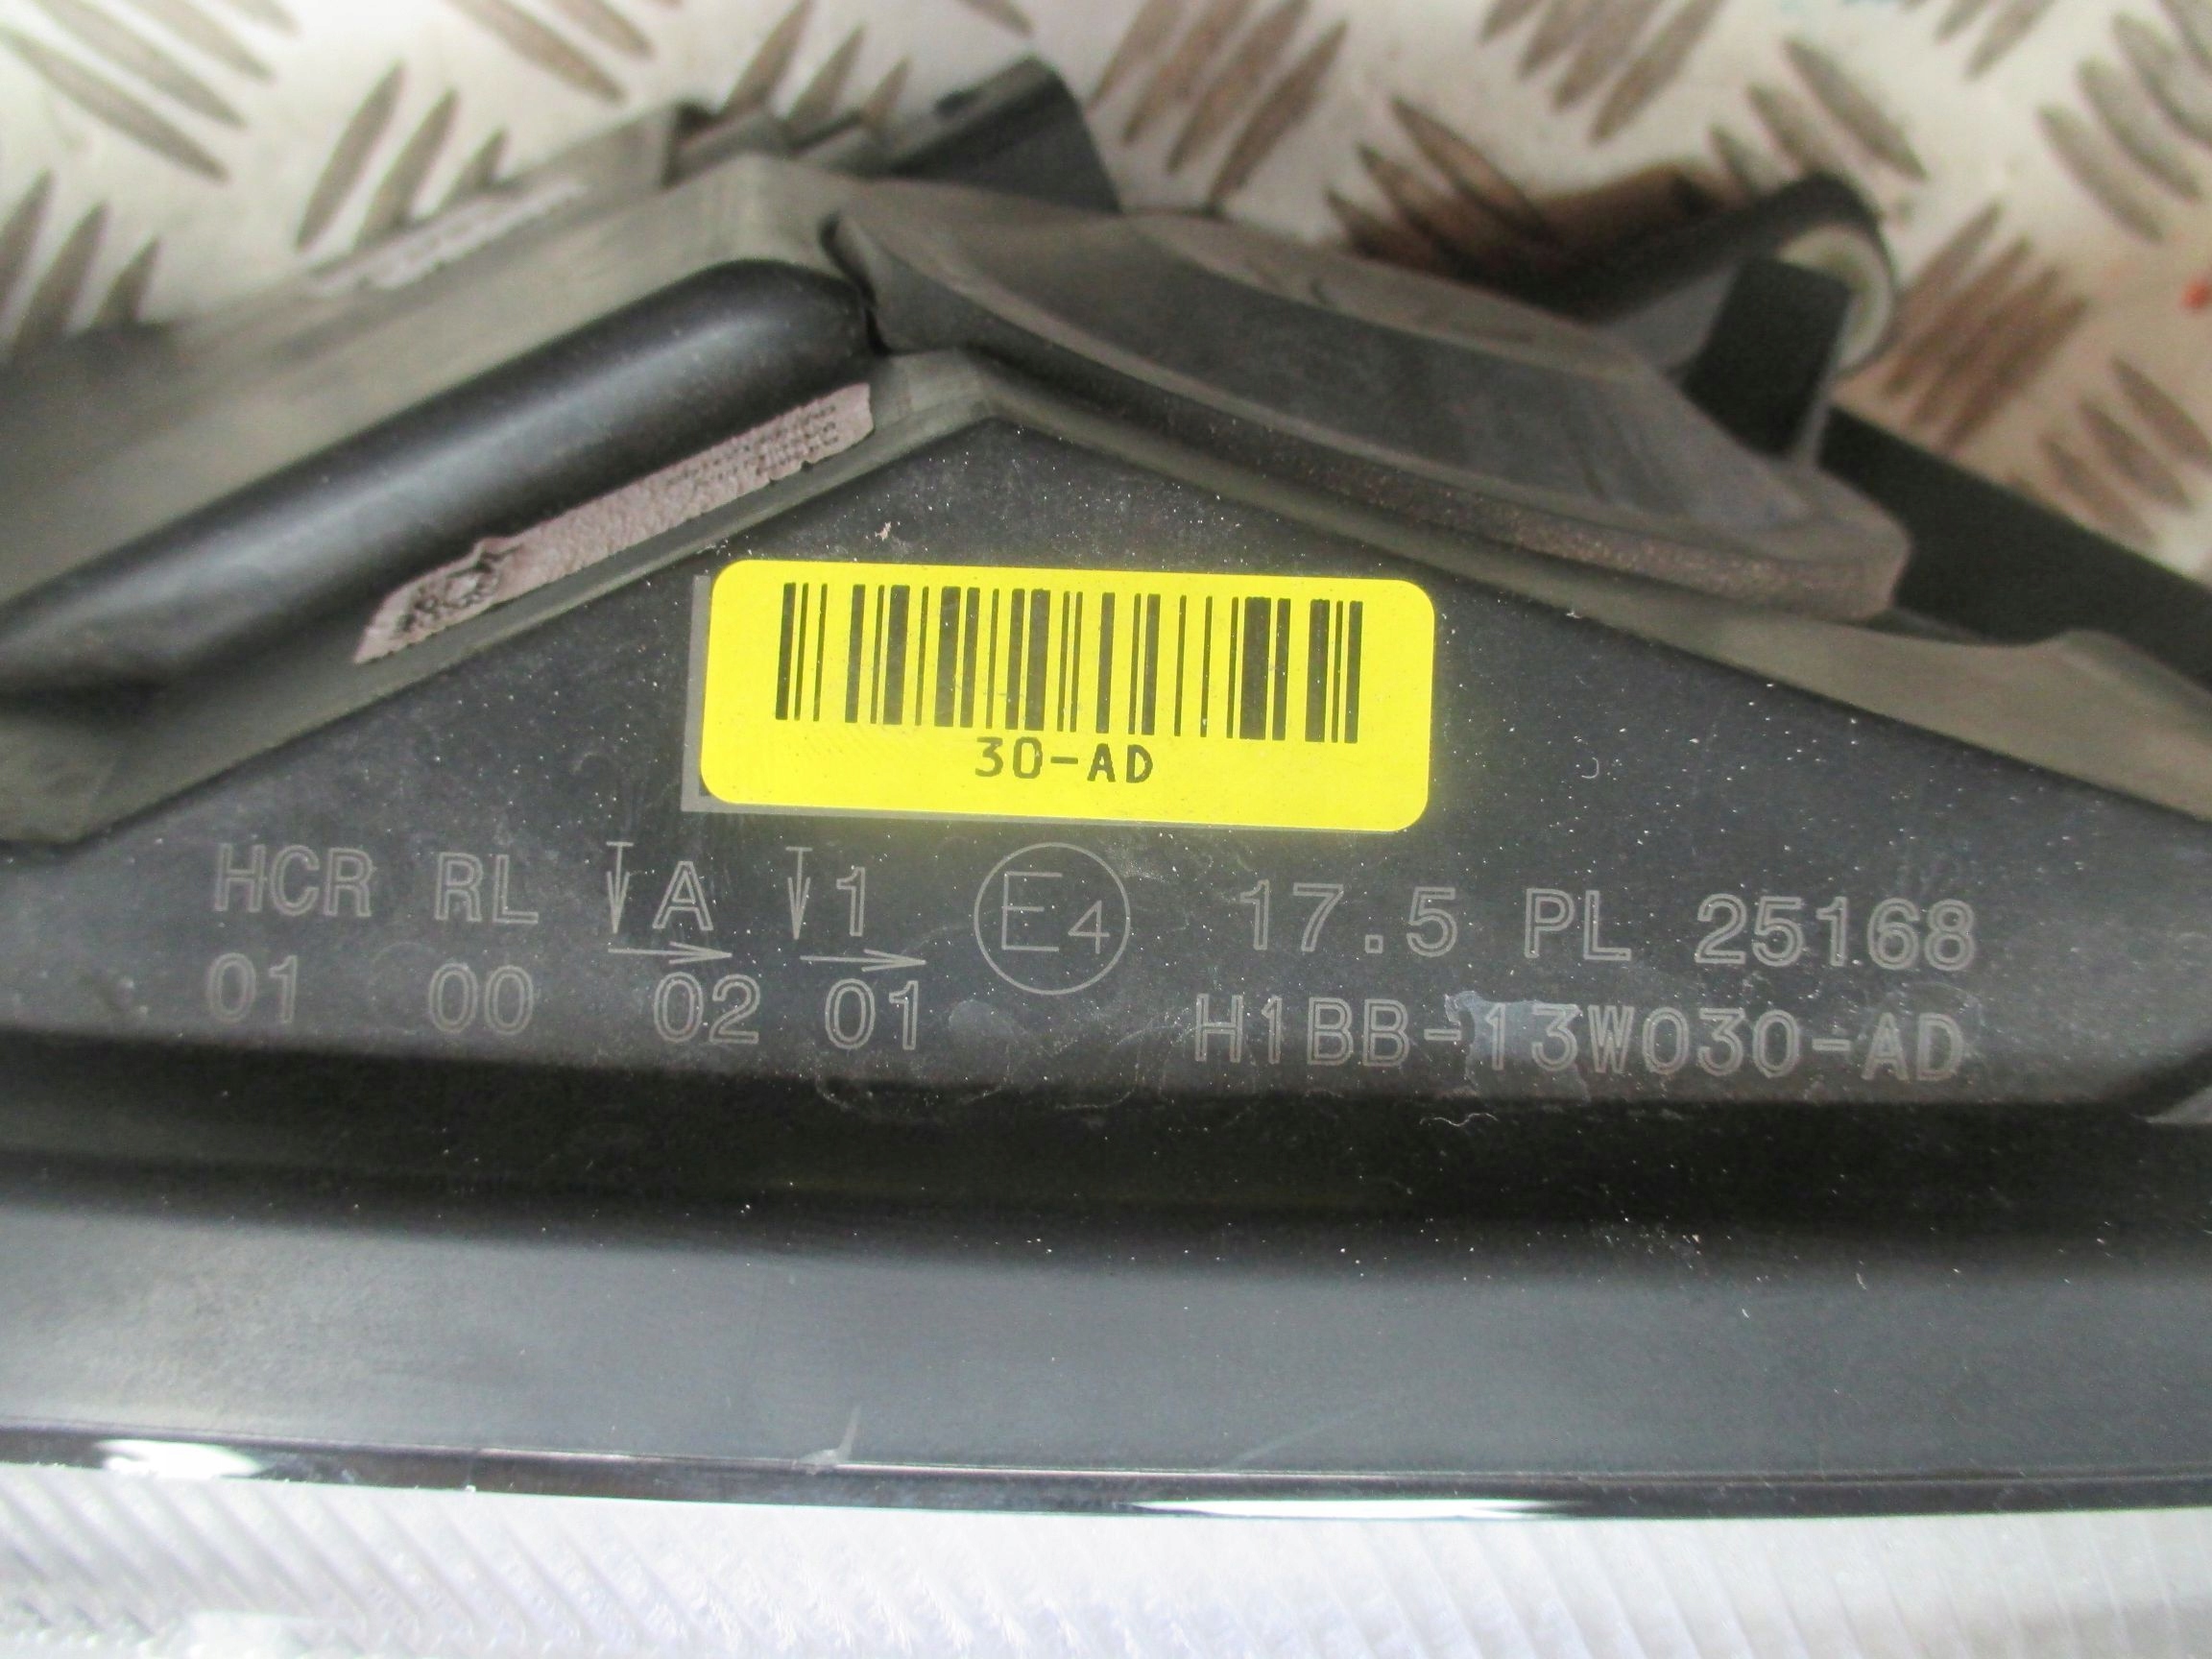 30-AD
HCR RL A 1 E4 17.5 PL 25168
01 00 02 01 H1BB-13W030-AD